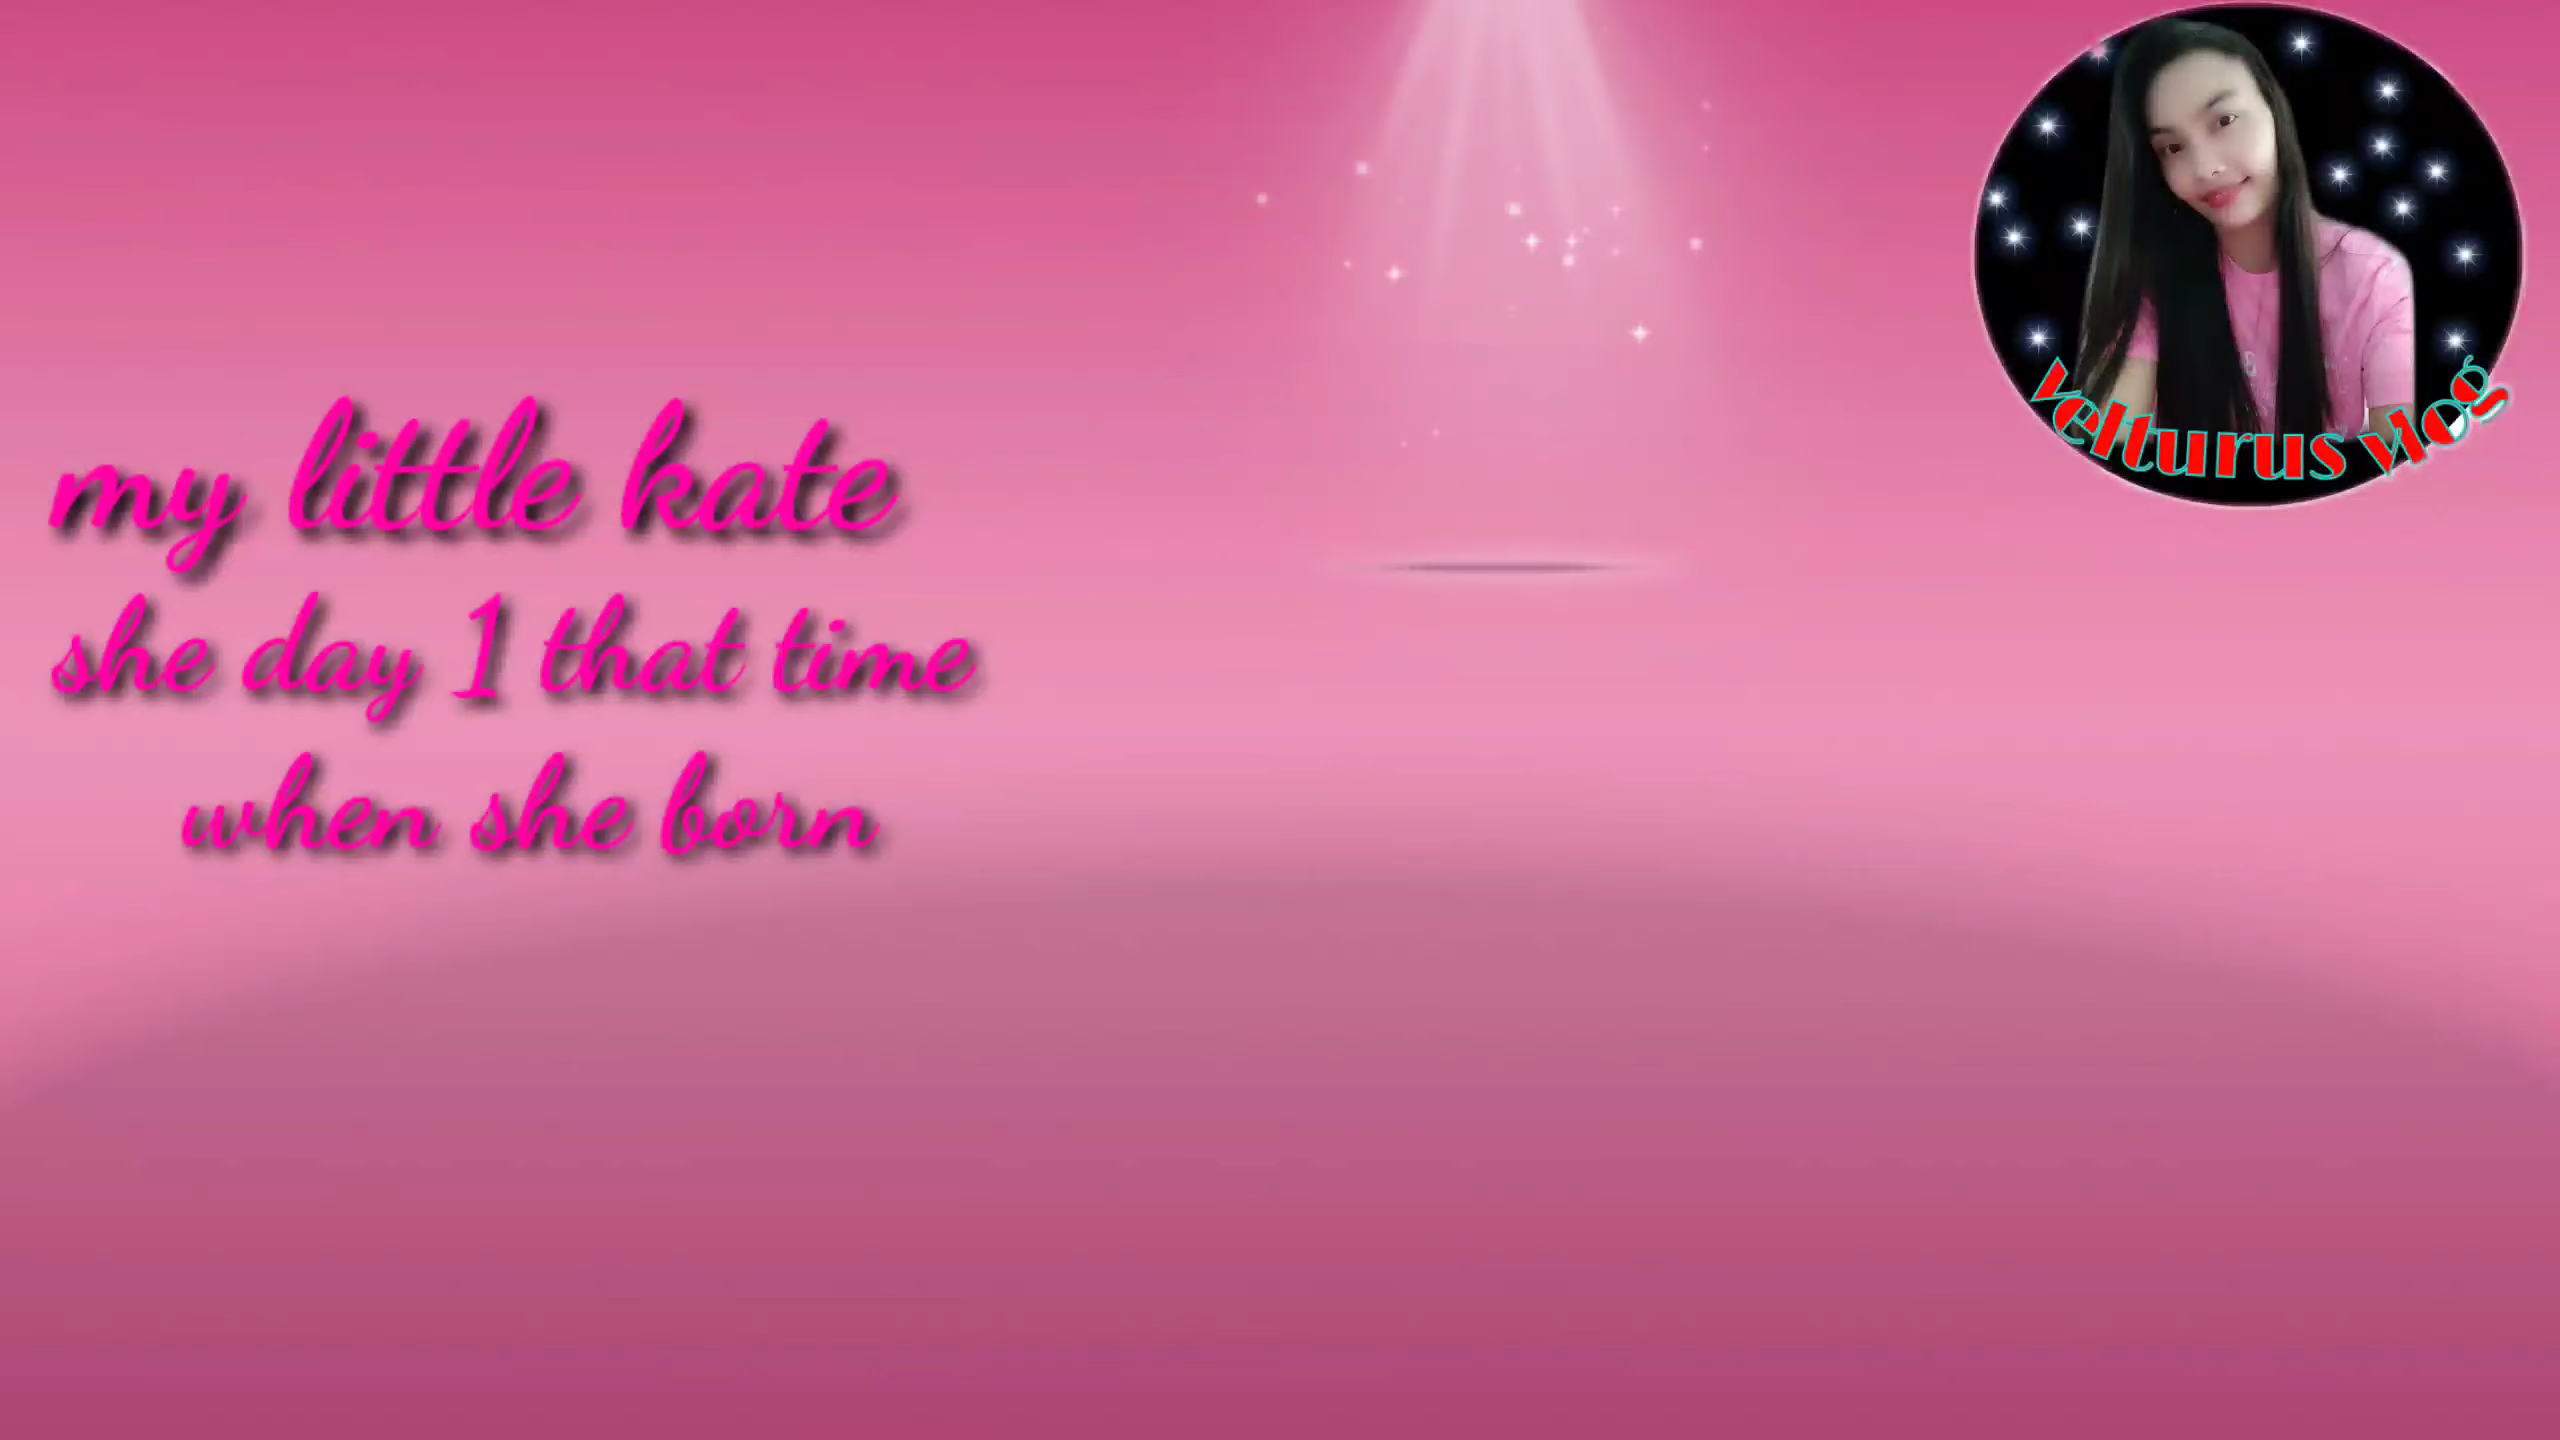 my little kate
she day 1 that time
when she born
velturus vlog